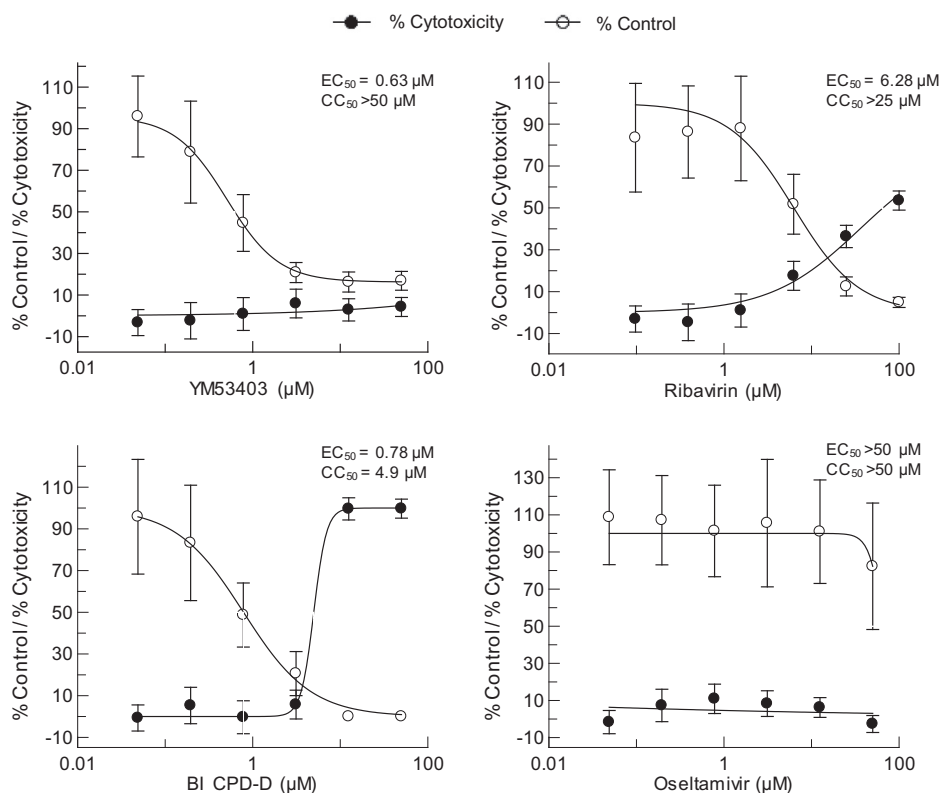 % Cytotoxicity % Control
EC50 = 0.63 µM
CC50 >50 µM
% Control / % Cytotoxicity
110
90
70
50
30
10
-10
0.01 1 100
YM53403 (µM)
EC50 = 6.28 µM
CC50 >25 µM
% Control / % Cytotoxicity
110
90
70
50
30
10
-10
0.01 1 100
Ribavirin (µM)
EC50 = 0.78 µM
CC50 = 4.9 µM
% Control / % Cytotoxicity
110
90
70
50
30
10
-10
0.01 1 100
BI CPD-D (µM)
EC50 >50 µM
CC50 >50 µM
% Control / % Cytotoxicity
130
110
90
70
50
30
10
-10
0.01 1 100
Oseltamivir (µM)